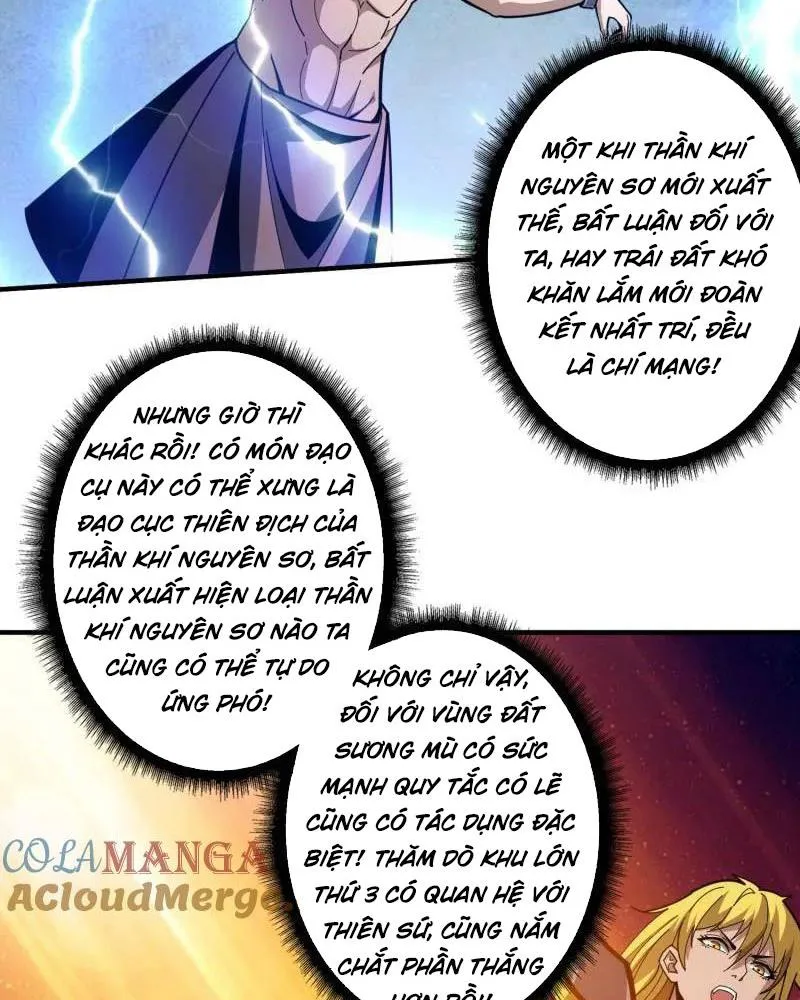 MỘT KHI THẦN KHÍ
NGUYÊN SƠ MỚI XUẤT
THẾ, BẤT LUẬN ĐỐI VỚI
TA, HAY TRÁI ĐẤT KHÓ
KHĂN LẮM MỚI ĐOÀN
KẾT NHẤT TRÍ, ĐỀU
LÀ CHÍ MẠNG!
NHƯNG GIỜ THÌ
KHÁC RỒI! CÓ MÓN ĐẠO
CỤ NÀY CÓ THỂ XƯNG LÀ
ĐẠO CỤC THIÊN ĐỊCH CỦA
THẦN KHÍ NGUYÊN SƠ, BẤT
LUẬN XUẤT HIỆN LOẠI THẦN
KHÍ NGUYÊN SƠ NÀO TA
CŨNG CÓ THỂ TỰ DO
ỨNG PHÓ!
KHÔNG CHỈ VẬY,
ĐỐI VỚI VÙNG ĐẤT
SƯƠNG MÙ CÓ SỨC
MẠNH QUY TẮC CÓ LẼ
CŨNG CÓ TÁC DỤNG ĐẶC
BIỆT! THĂM DÒ KHU LỚN
THỨ 3 CÓ QUAN HỆ VỚI
THIÊN SỨ, CŨNG NẮM
CHẮT PHẦN THẮNG
HƠN RỒI!
COLAMANGA
ACloudMerge